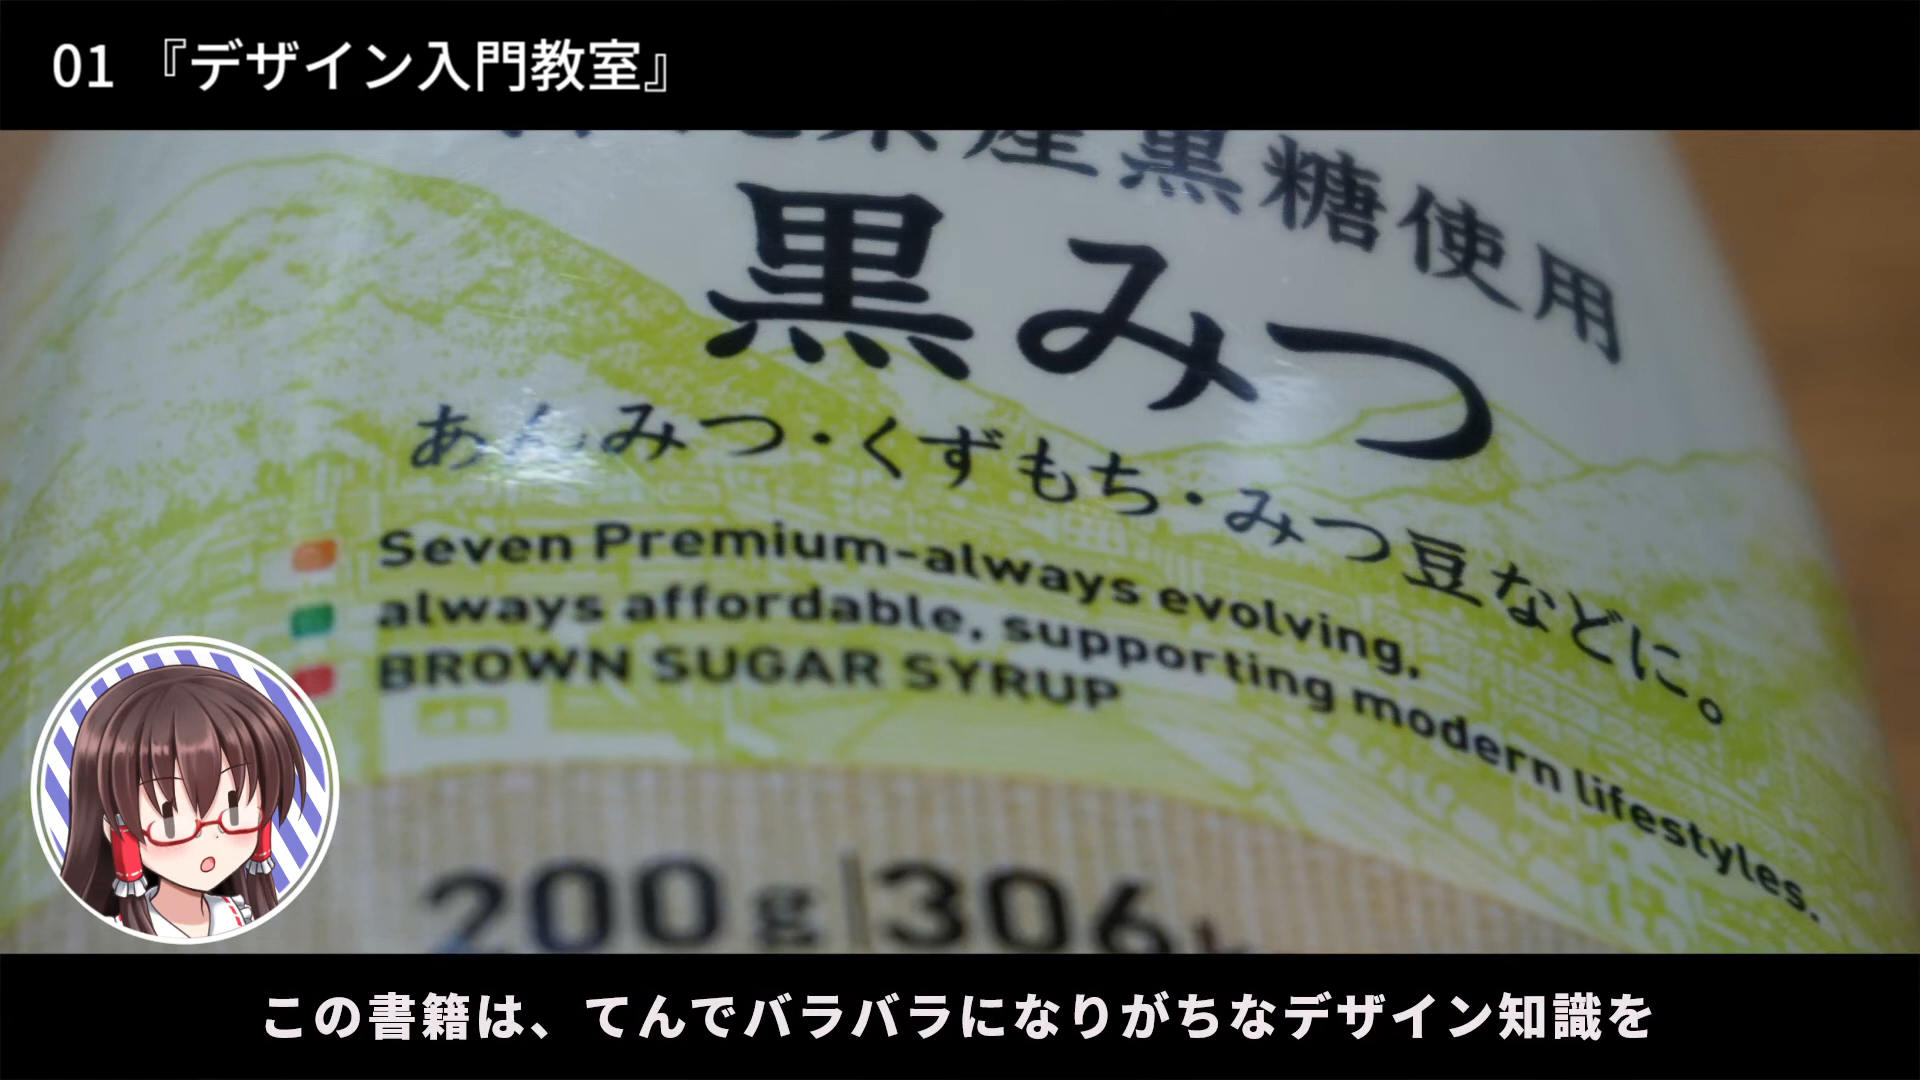 01 『デザイン入門教室』
産黒糖使用
黒みつ
あんみつ・くずもち・みつ豆などに。
Seven Premium-always evolving,
always affordable, supporting modern lifestyles.
BROWN SUGAR SYRUP
200g 306
この書籍は、てんでバラバラになりがちなデザイン知識を